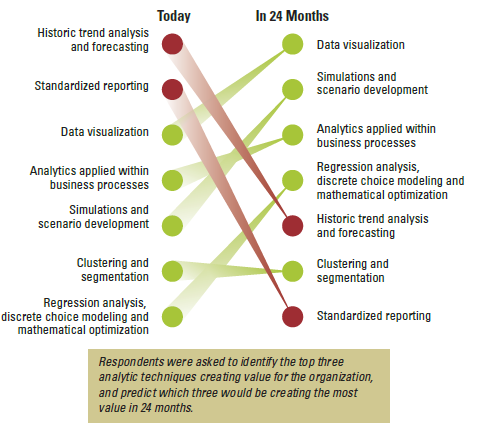 Today
Historic trend analysis
and forecasting
Standardized reporting
Data visualization
Analytics applied within
business processes
Simulations and
scenario development
Clustering and
segmentation
Regression analysis,
discrete choice modeling and
mathematical optimization
In 24 Months
Data visualization
Simulations and
scenario development
Analytics applied within
business processes
Regression analysis,
discrete choice modeling and
mathematical optimization
Historic trend analysis
and forecasting
Clustering and
segmentation
Standardized reporting
Respondents were asked to identify the top three
analytic techniques creating value for the organization,
and predict which three would be creating the most
value in 24 months.